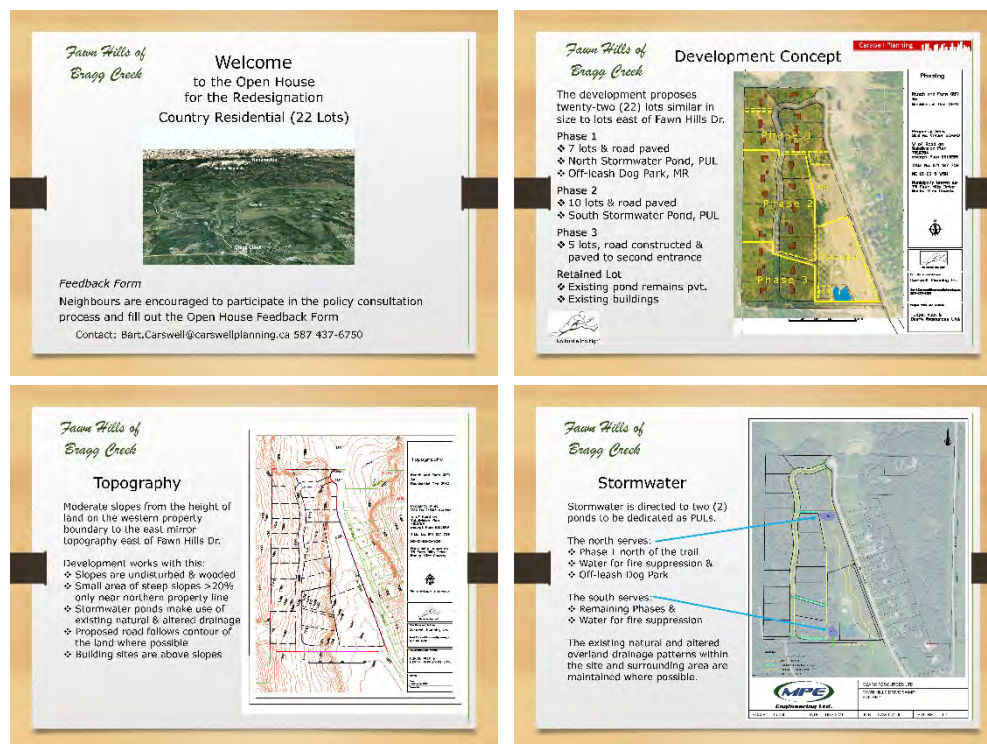 Fawn Hills of
Bragg Creek
Welcome
to the Open House
for the Redesignation
Country Residential (22 Lots)
Feedback Form
Neighbours are encouraged to participate in the policy consultation
process and fill out the Open House Feedback Form
Contact: Bart.Carswell@carswellplanning.ca 587 437-6750
Fawn Hills of
Bragg Creek
Development Concept
Carswell Planning
The development proposes
twenty-two (22) lots similar in
size to lots east of Fawn Hills Dr.
Phase 1
❖ 7 lots & road paved
❖ North Stormwater Pond, PUL
❖ Off-leash Dog Park, MR
Phase 2
❖ 10 lots & road paved
❖ South Stormwater Pond, PUL
Phase 3
❖ 5 lots, road constructed &
paved to second entrance
Retained Lot
❖ Existing pond remains pvt.
❖ Existing buildings
Phase 1
Phase 2
Phase 3
Phasing
Fawn Hills of
Bragg Creek
Topography
Moderate slopes from the height of
land on the western property
boundary to the east mirror
topography east of Fawn Hills Dr.
Development works with this:
❖ Slopes are undisturbed & wooded
❖ Small area of steep slopes >20%
only near northern property line
❖ Stormwater ponds make use of
existing natural & altered drainage
❖ Proposed road follows contour of
the land where possible
❖ Building sites are above slopes
Topography
Fawn Hills of
Bragg Creek
Stormwater
Stormwater is directed to two (2)
ponds to be dedicated as PULs.
The north serves:
❖ Phase 1 north of the trail
❖ Water for fire suppression &
❖ Off-leash Dog Park
The south serves:
❖ Remaining Phases &
❖ Water for fire suppression
The existing natural and altered
overland drainage patterns within
the site and surrounding area are
maintained where possible.
MPE
Engineering Ltd.